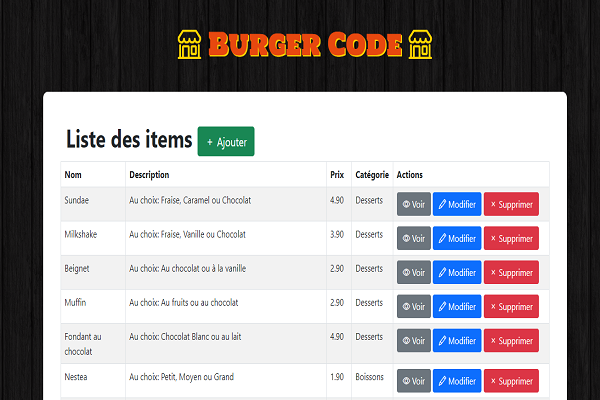 BURGER CODE
Liste des items + Ajouter
Nom Description Prix Catégorie Actions
Sundae Au choix: Fraise, Caramel ou Chocolat 4.90 Desserts Voir Modifier × Supprimer
Milkshake Au choix: Fraise, Vanille ou Chocolat 3.90 Desserts Voir Modifier × Supprimer
Beignet Au choix: Au chocolat ou à la vanille 2.90 Desserts Voir Modifier × Supprimer
Muffin Au choix: Au fruits ou au chocolat 2.90 Desserts Voir Modifier × Supprimer
Fondant au Au choix: Chocolat Blanc ou au lait 4.90 Desserts Voir Modifier × Supprimer
chocolat
Nestea Au choix: Petit, Moyen ou Grand 1.90 Boissons Voir Modifier × Supprimer